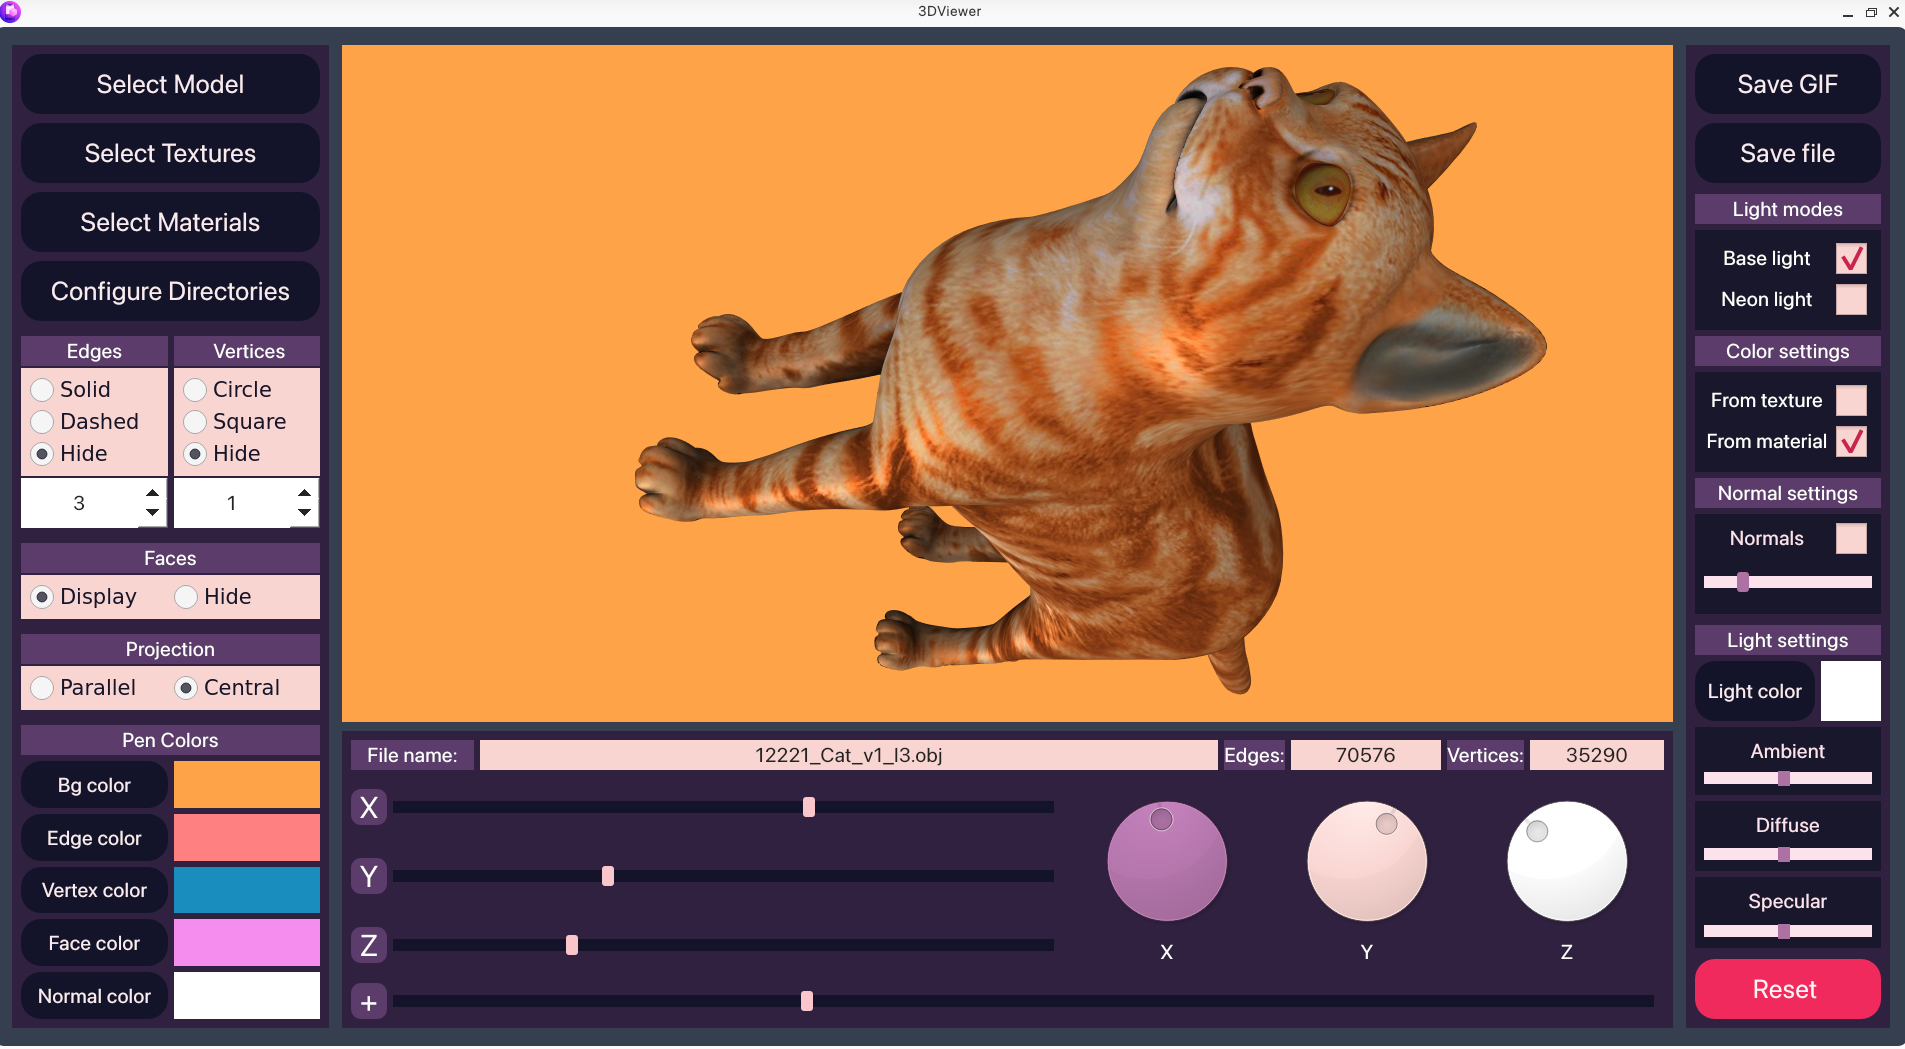 3DViewer
Select Model
Select Textures
Select Materials
Configure Directories
Edges
Vertices
Solid
Dashed
Hide
Circle
Square
Hide
3
1
Faces
Display
Hide
Projection
Parallel
Central
Pen Colors
Bg color
Edge color
Vertex color
Face color
Normal color
File name:
12221_Cat_v1_l3.obj
Edges:
70576
Vertices:
35290
X
Y
Z
+
X
Y
Z
Save GIF
Save file
Light modes
Base light
Neon light
Color settings
From texture
From material
Normal settings
Normals
Light settings
Light color
Ambient
Diffuse
Specular
Reset